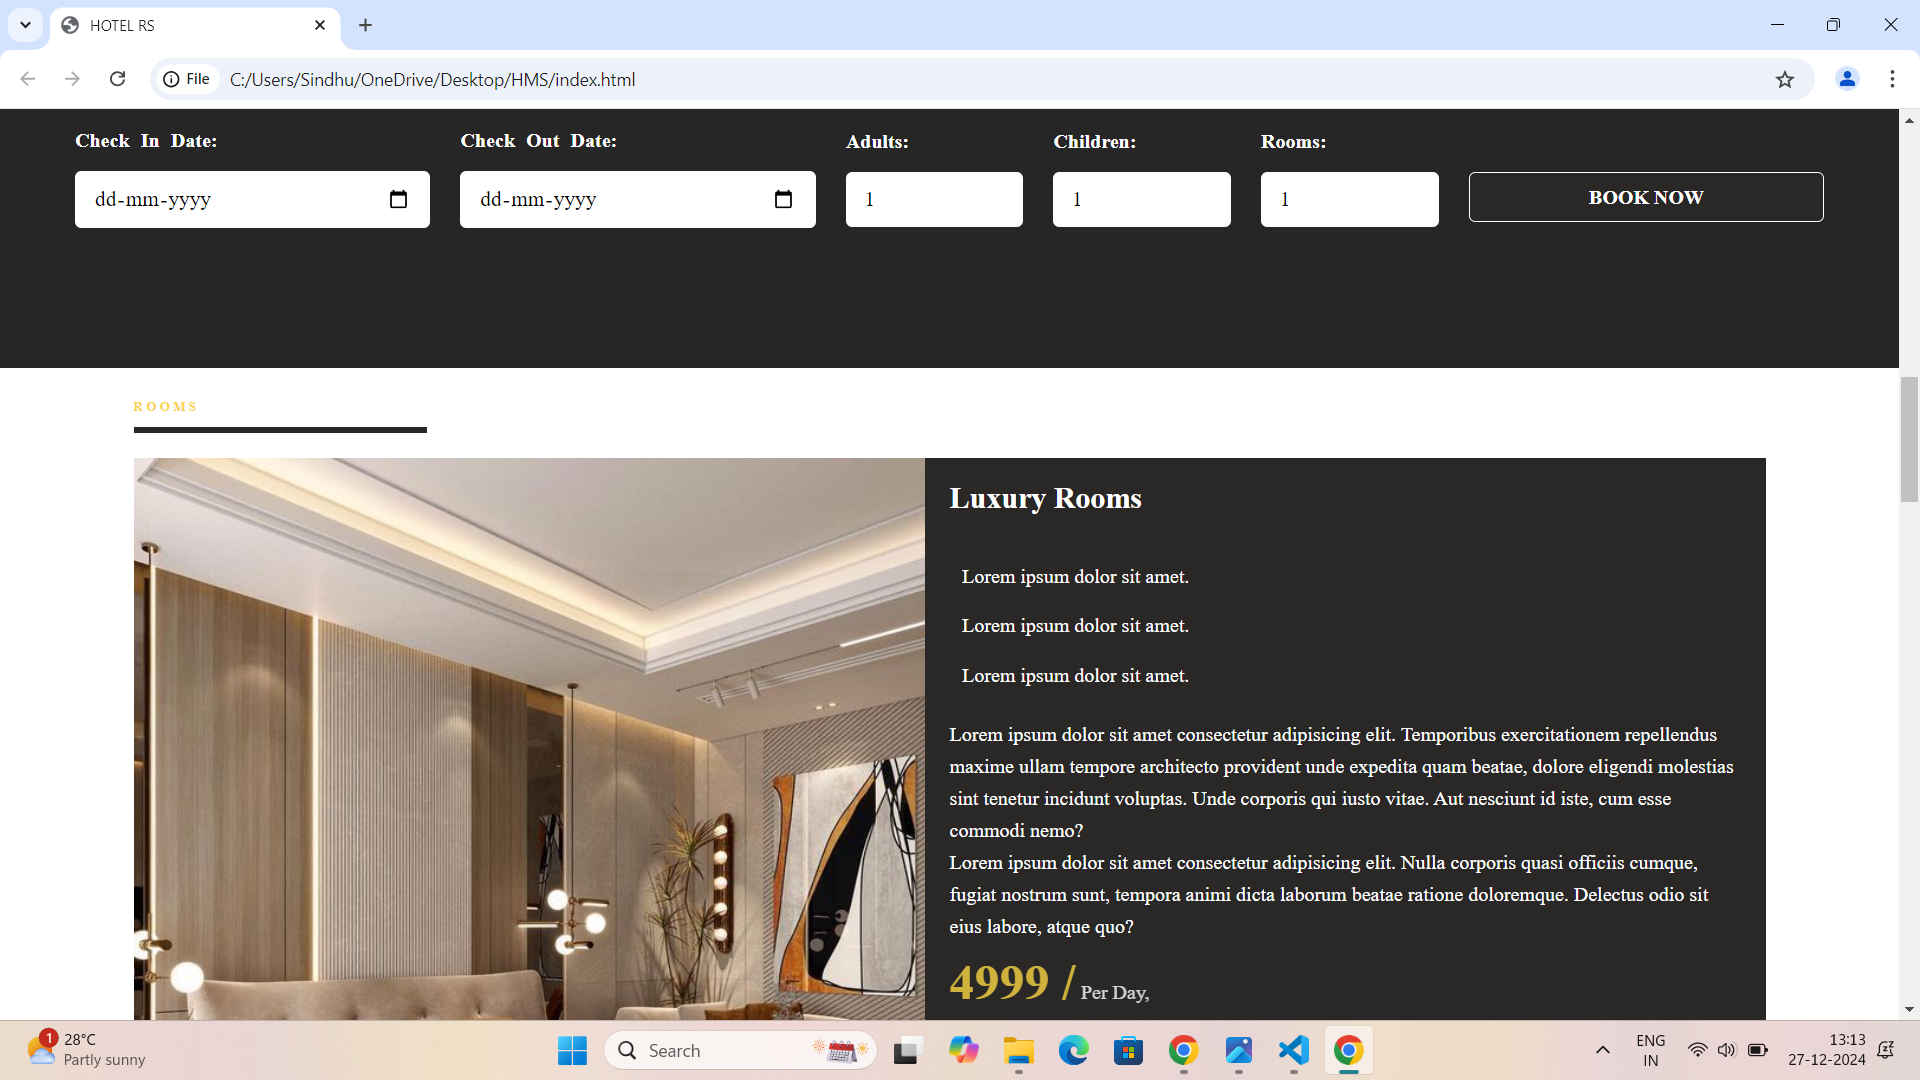 HOTEL RS
File
C:/Users/Sindhu/OneDrive/Desktop/HMS/index.html
Check In Date:
Check Out Date:
Adults:
Children:
Rooms:
dd-mm-yyyy
dd-mm-yyyy
1
1
1
BOOK NOW
ROOMS
Luxury Rooms
Lorem ipsum dolor sit amet.
Lorem ipsum dolor sit amet.
Lorem ipsum dolor sit amet.
Lorem ipsum dolor sit amet consectetur adipisicing elit. Temporibus exercitationem repellendus
maxime ullam tempore architecto provident unde expedita quam beatae, dolore eligendi molestias
sint tenetur incidunt voluptas. Unde corporis qui iusto vitae. Aut nesciunt id iste, cum esse
commodi nemo?
Lorem ipsum dolor sit amet consectetur adipisicing elit. Nulla corporis quasi officiis cumque,
fugiat nostrum sunt, tempora animi dicta laborum beatae ratione doloremque. Delectus odio sit
eius labore, atque quo?
4999 / Per Day,
1
28°C
Partly sunny
Search
ENG
IN
13:13
27-12-2024